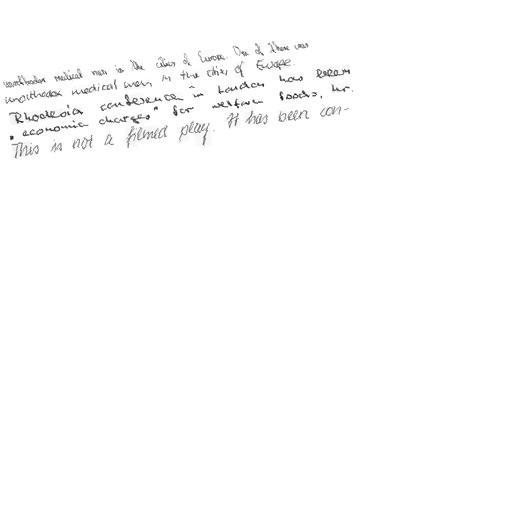 unorthodox medical men in the cities of Europe. One of these was
unorthodox medical men, in the cities of Europe.
Rhodesia conference in London has been
" economic charges " for welfare foods, Mr.
This is not a filmed play. It has been con-